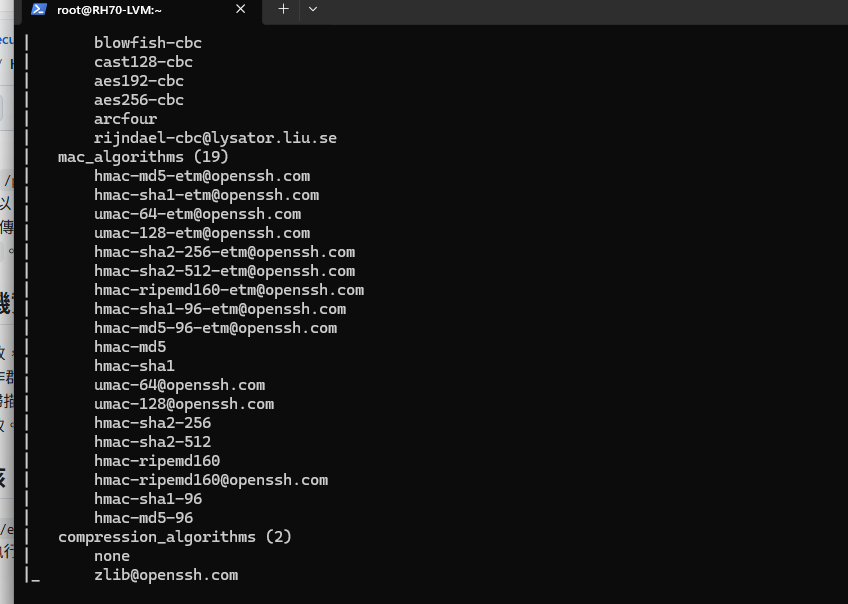 root@RH70-LVM:~
|       blowfish-cbc
|       cast128-cbc
|       aes192-cbc
|       aes256-cbc
|       arcfour
|       rijndael-cbc@lysator.liu.se
|   mac_algorithms (19)
|       hmac-md5-etm@openssh.com
|       hmac-sha1-etm@openssh.com
|       umac-64-etm@openssh.com
|       umac-128-etm@openssh.com
|       hmac-sha2-256-etm@openssh.com
|       hmac-sha2-512-etm@openssh.com
|       hmac-ripemd160-etm@openssh.com
|       hmac-sha1-96-etm@openssh.com
|       hmac-md5-96-etm@openssh.com
|       hmac-md5
|       hmac-sha1
|       umac-64@openssh.com
|       umac-128@openssh.com
|       hmac-sha2-256
|       hmac-sha2-512
|       hmac-ripemd160
|       hmac-ripemd160@openssh.com
|       hmac-sha1-96
|       hmac-md5-96
|   compression_algorithms (2)
|       none
|_      zlib@openssh.com